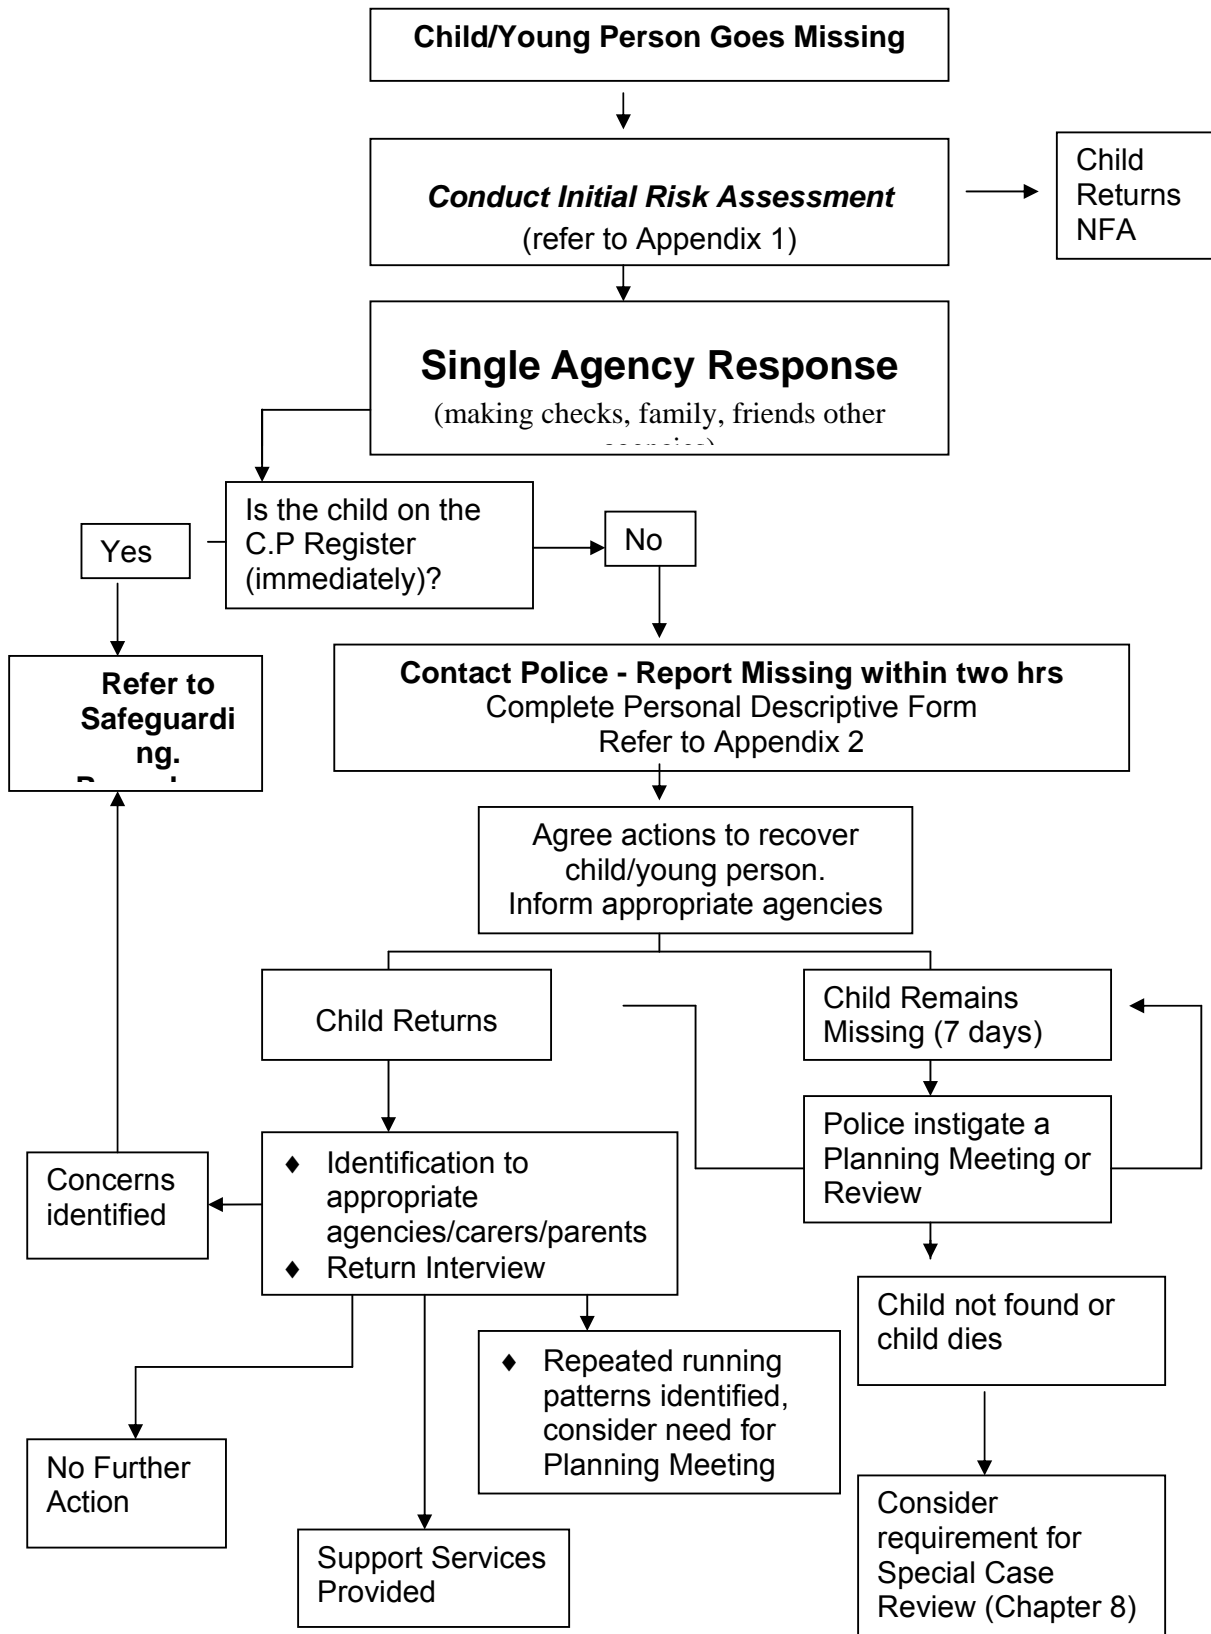 Child/Young Person Goes Missing
Conduct Initial Risk Assessment
(refer to Appendix 1)
Child
Returns
NFA
Single Agency Response
(making checks, family, friends other
Is the child on the
C.P Register
(immediately)?
Yes
No
Refer to
Safeguardi
ng.
Contact Police - Report Missing within two hrs
Complete Personal Descriptive Form
Refer to Appendix 2
Agree actions to recover
child/young person.
Inform appropriate agencies
Child Returns
Child Remains
Missing (7 days)
Police instigate a
Planning Meeting or
Review
Concerns
identified
♦ Identification to
appropriate
agencies/carers/parents
♦ Return Interview
Child not found or
child dies
♦ Repeated running
patterns identified,
consider need for
Planning Meeting
No Further
Action
Support Services
Provided
Consider
requirement for
Special Case
Review (Chapter 8)